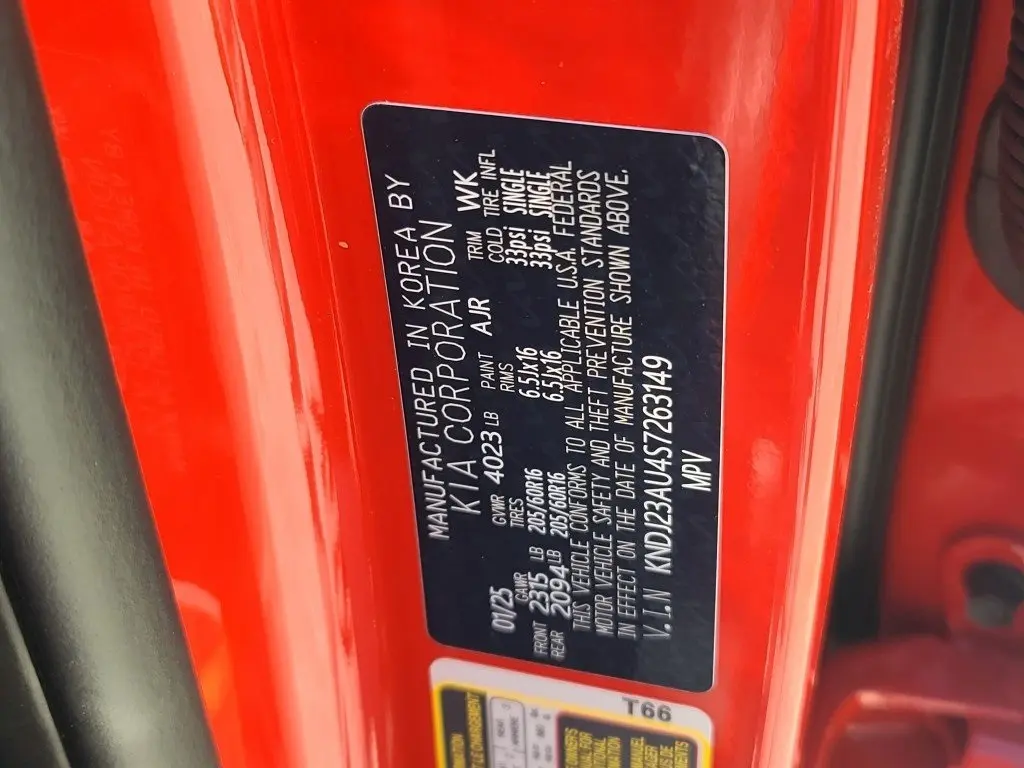 MANUFACTURED IN KOREA BY
KIA CORPORATION
01/25 GVWR 4023 LB PAINT AJR TRIM WK
GAWR TIRES RIMS COLD TIRE INFL
FRONT 2315 LB 205/60R16 6.5Jx16 33psi SINGLE
REAR 2094 LB 205/60R16 6.5Jx16 33psi SINGLE
THIS VEHICLE CONFORMS TO ALL APPLICABLE U.S.A. FEDERAL
MOTOR VEHICLE SAFETY AND THEFT PREVENTION STANDARDS
IN EFFECT ON THE DATE OF MANUFACTURE SHOWN ABOVE.
V.I.N KNDJ23AU4S7263149
MPV
T66